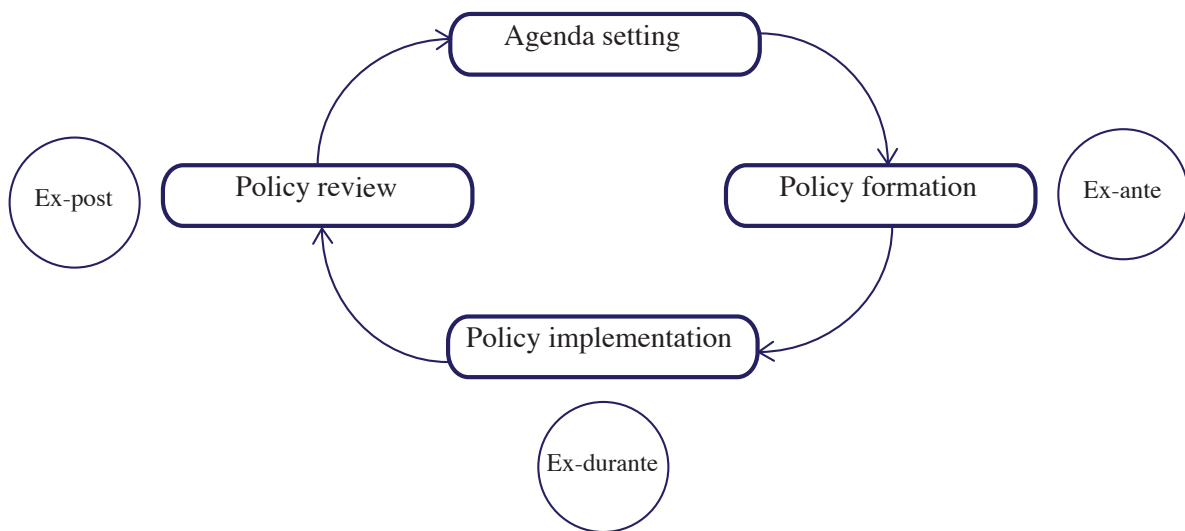 Agenda setting
Ex-post
Policy review
Policy formation
Ex-ante
Policy implementation
Ex-durante